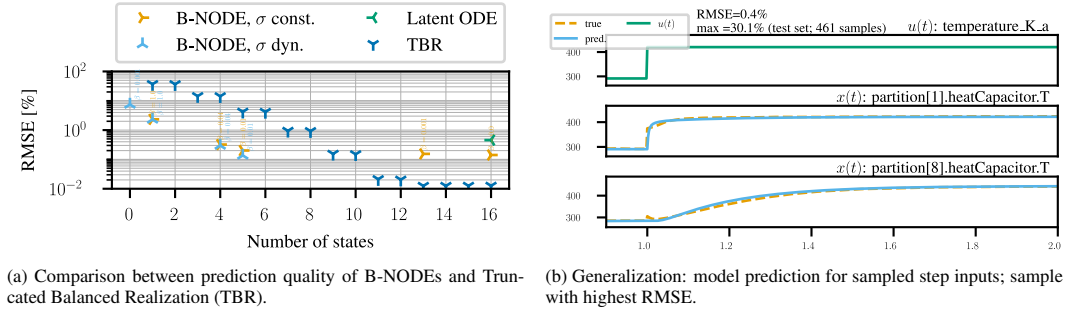 B-NODE, σ const.
B-NODE, σ dyn.
Latent ODE
TBR
RMSE [%]
10²
10⁰
10⁻²
0 2 4 6 8 10 12 14 16
Number of states
(a) Comparison between prediction quality of B-NODEs and Trun-
cated Balanced Realization (TBR).
true
pred.
u(t)
RMSE=0.4%
max =30.1% (test set; 461 samples)
u(t): temperature_K_a
400
300
x(t): partition[1].heatCapacitor.T
400
300
x(t): partition[8].heatCapacitor.T
400
300
1.0 1.2 1.4 1.6 1.8 2.0
(b) Generalization: model prediction for sampled step inputs; sample
with highest RMSE.